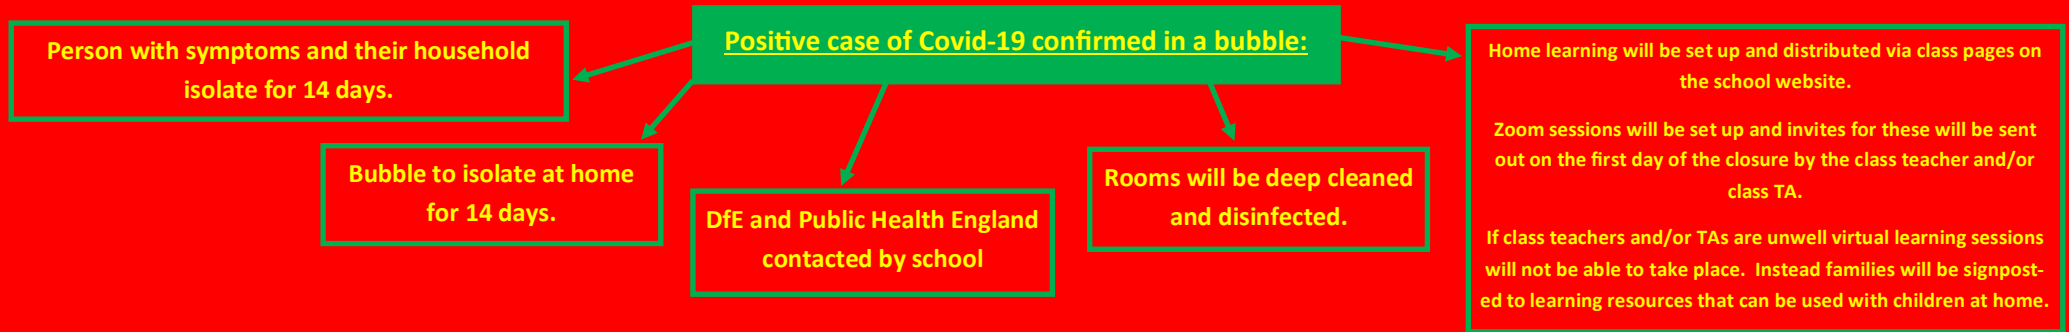 Positive case of Covid-19 confirmed in a bubble:
Person with symptoms and their household
isolate for 14 days.
Bubble to isolate at home
for 14 days.
DfE and Public Health England
contacted by school
Rooms will be deep cleaned
and disinfected.
Home learning will be set up and distributed via class pages on
the school website.
Zoom sessions will be set up and invites for these will be sent
out on the first day of the closure by the class teacher and/or
class TA.
If class teachers and/or TAs are unwell virtual learning sessions
will not be able to take place.  Instead families will be signpost-
ed to learning resources that can be used with children at home.